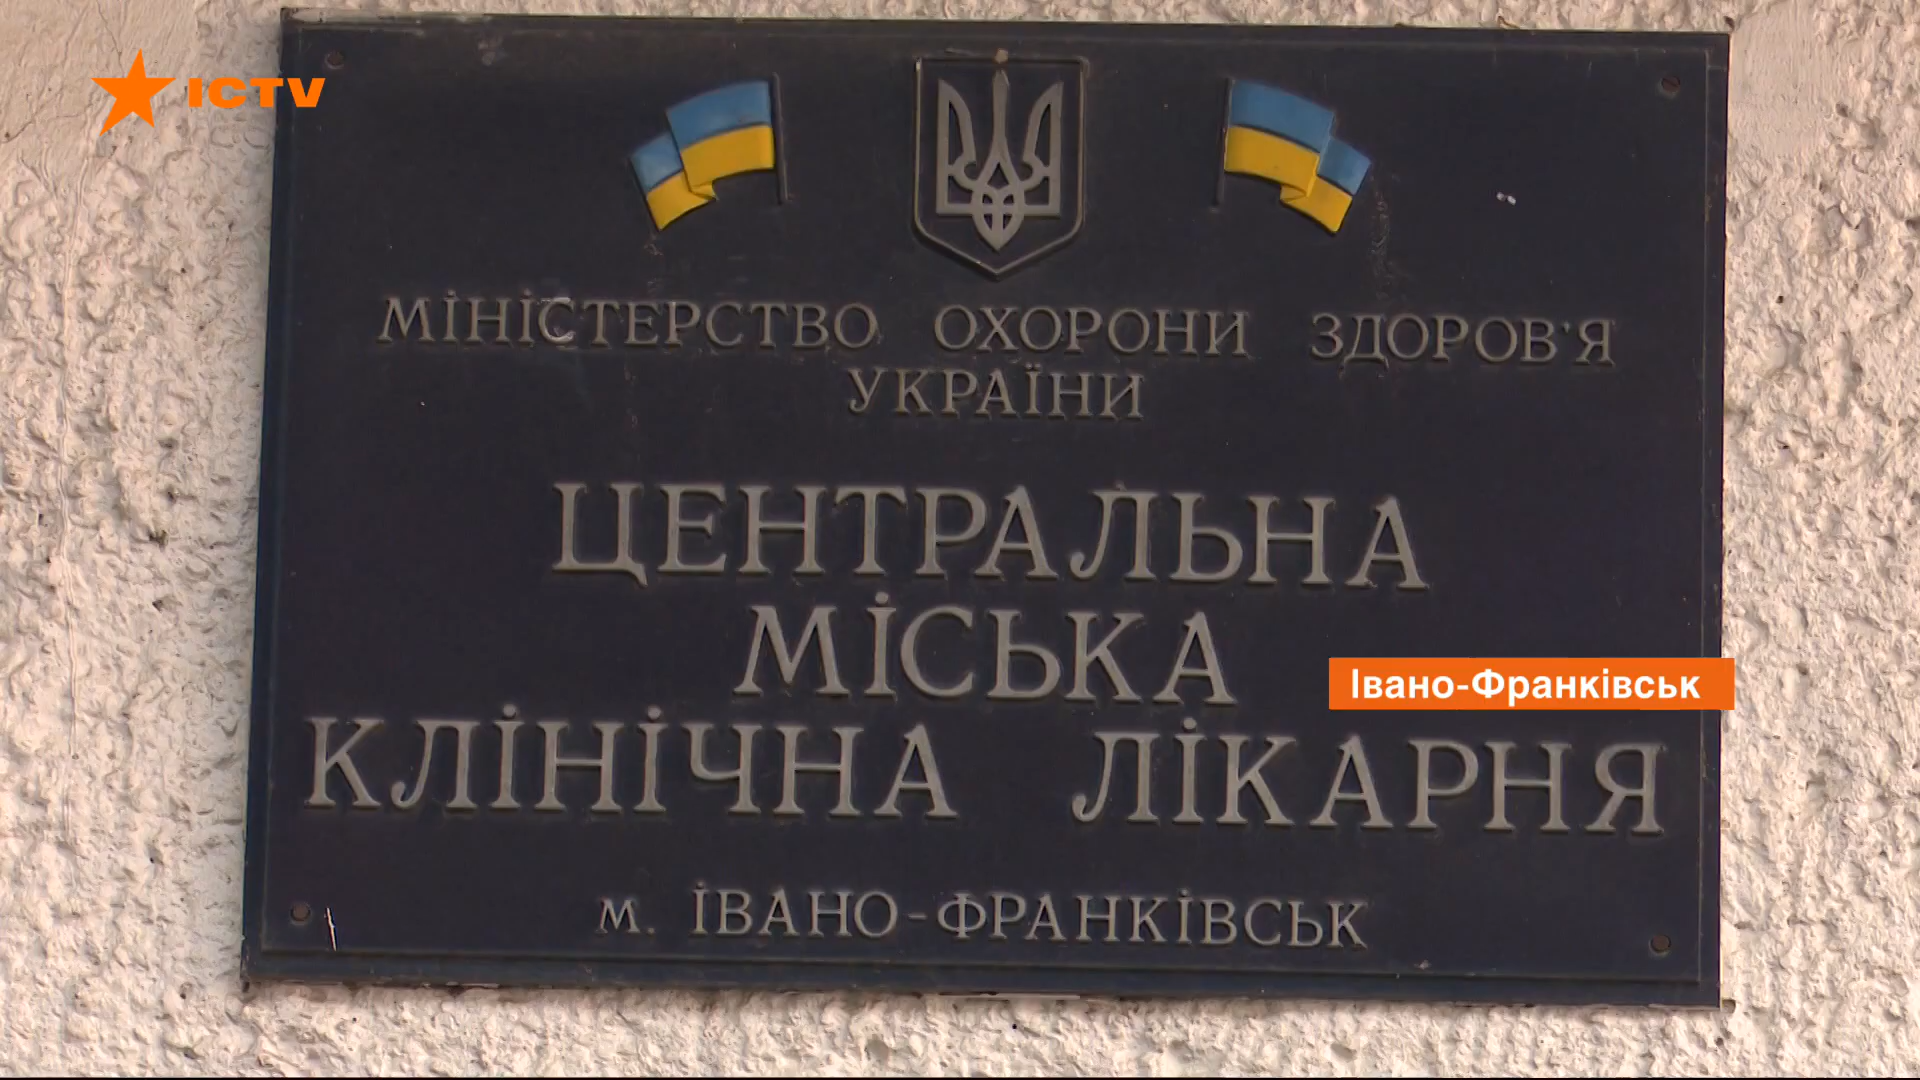 ICTV
МІНІСТЕРСТВО ОХОРОНИ ЗДОРОВ'Я
УКРАЇНИ
ЦЕНТРАЛЬНА
МІСЬКА
Івано-Франківськ
КЛІНІЧНА ЛІКАРНЯ
м. ІВАНО-ФРАНКІВСЬК